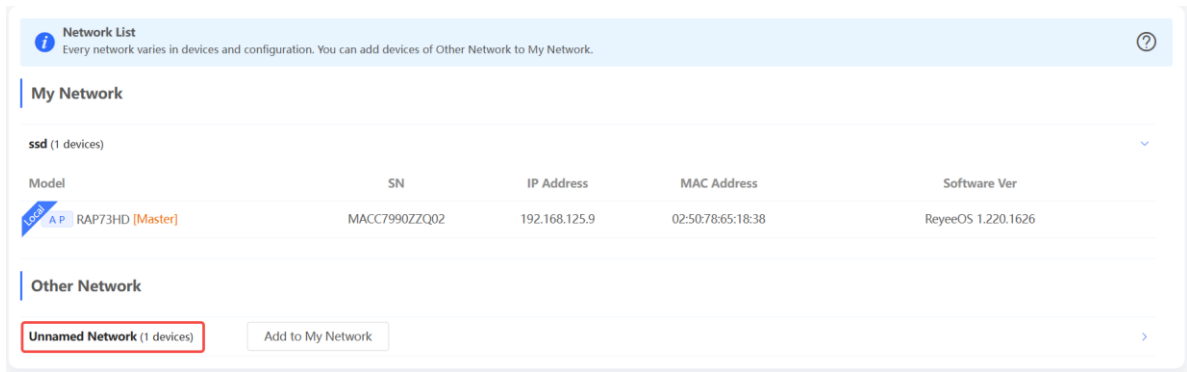 Network List
Every network varies in devices and configuration. You can add devices of Other Network to My Network.
My Network
ssd (1 devices)
Model SN IP Address MAC Address Software Ver
Local AP RAP73HD [Master] MACC7990ZZQ02 192.168.125.9 02:50:78:65:18:38 ReyeeOS 1.220.1626
Other Network
Unnamed Network (1 devices) Add to My Network